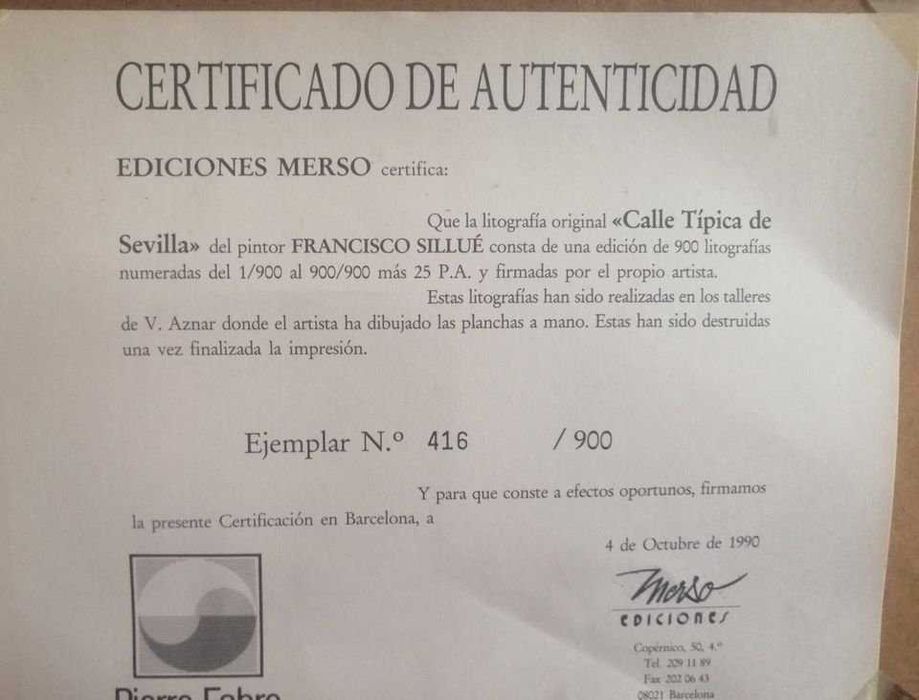 CERTIFICADO DE AUTENTICIDAD
EDICIONES MERSO certifica:
Que la litografía original «Calle Típica de
Sevilla» del pintor FRANCISCO SILLUÉ consta de una edición de 900 litografías
numeradas del 1/900 al 900/900 más 25 P.A. y firmadas por el propio artista.
Estas litografías han sido realizadas en los talleres
de V. Aznar donde el artista ha dibujado las planchas a mano. Estas han sido destruidas
una vez finalizada la impresión.
Ejemplar N.º 416 / 900
Y para que conste a efectos oportunos, firmamos
la presente Certificación en Barcelona, a
4 de Octubre de 1990
Merso
EDICIONES
Copérnico, 50, 4.º
Tel. 209 11 89
Fax 202 06 43
08021 Barcelona
Pierre Fabre